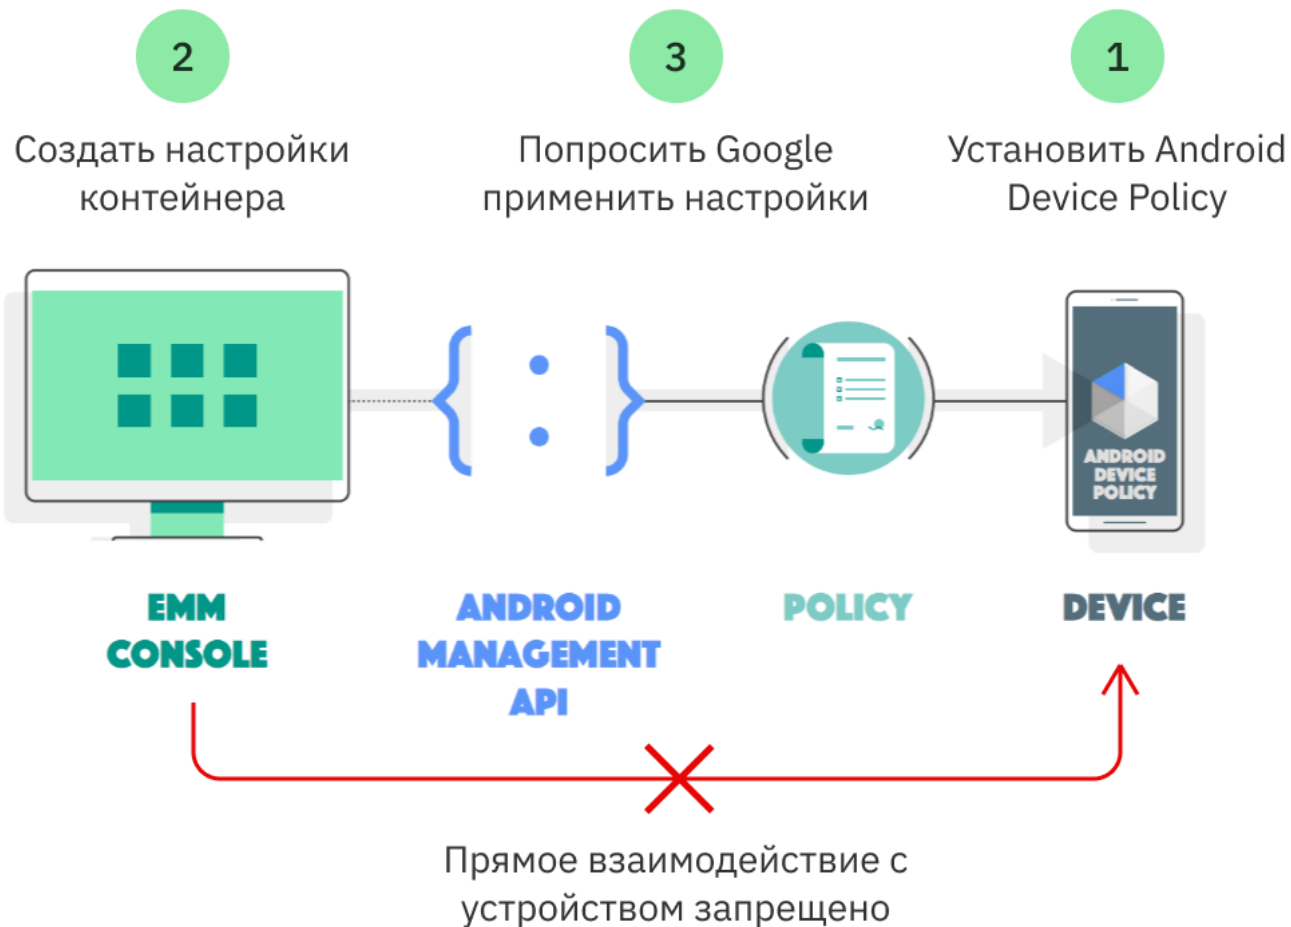 2
Создать настройки
контейнера
3
Попросить Google
применить настройки
1
Установить Android
Device Policy
ANDROID
DEVICE
POLICY
EMM
CONSOLE
ANDROID
MANAGEMENT
API
POLICY
DEVICE
Прямое взаимодействие с
устройством запрещено